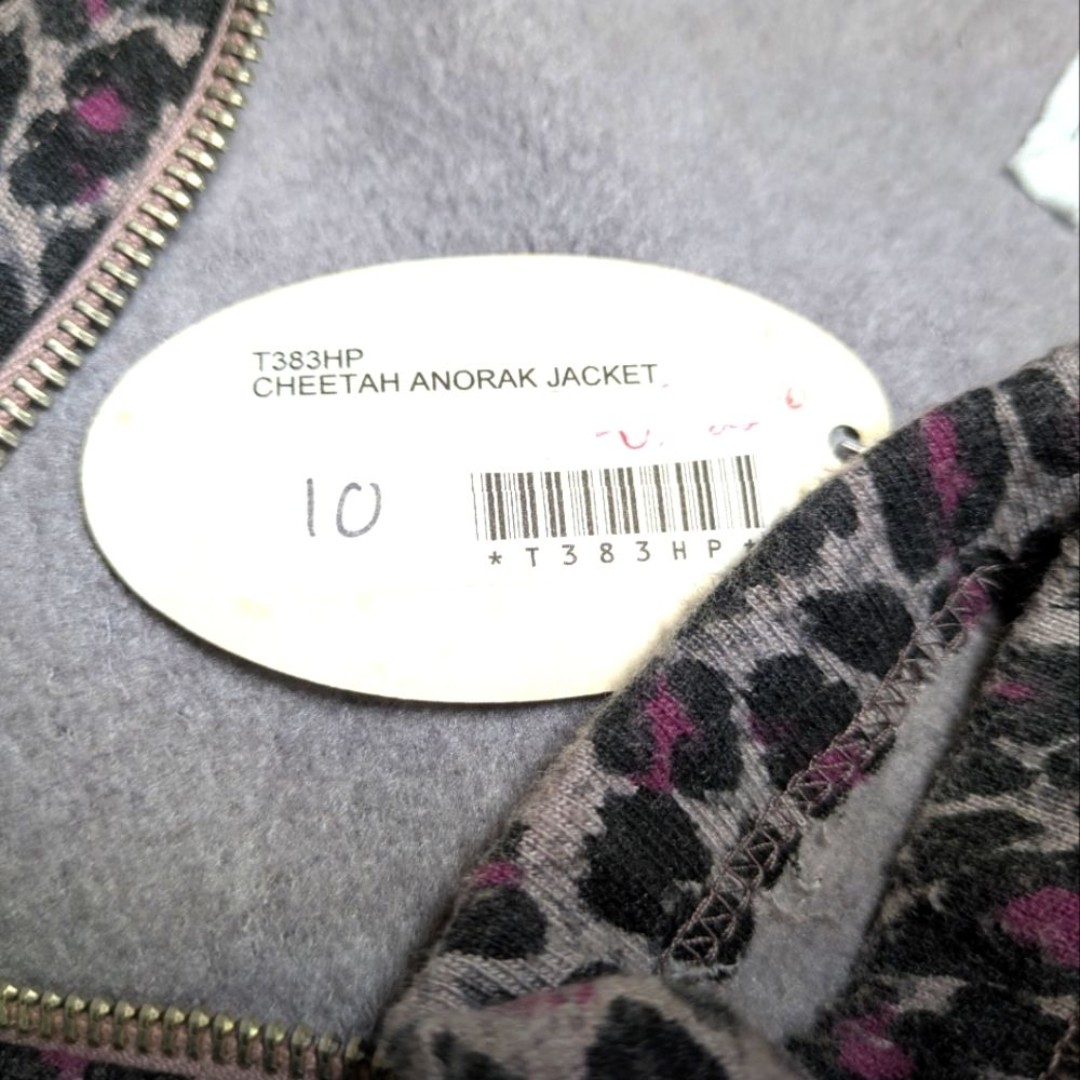 T383HP
CHEETAH ANORAK JACKET
10
*T383HP*